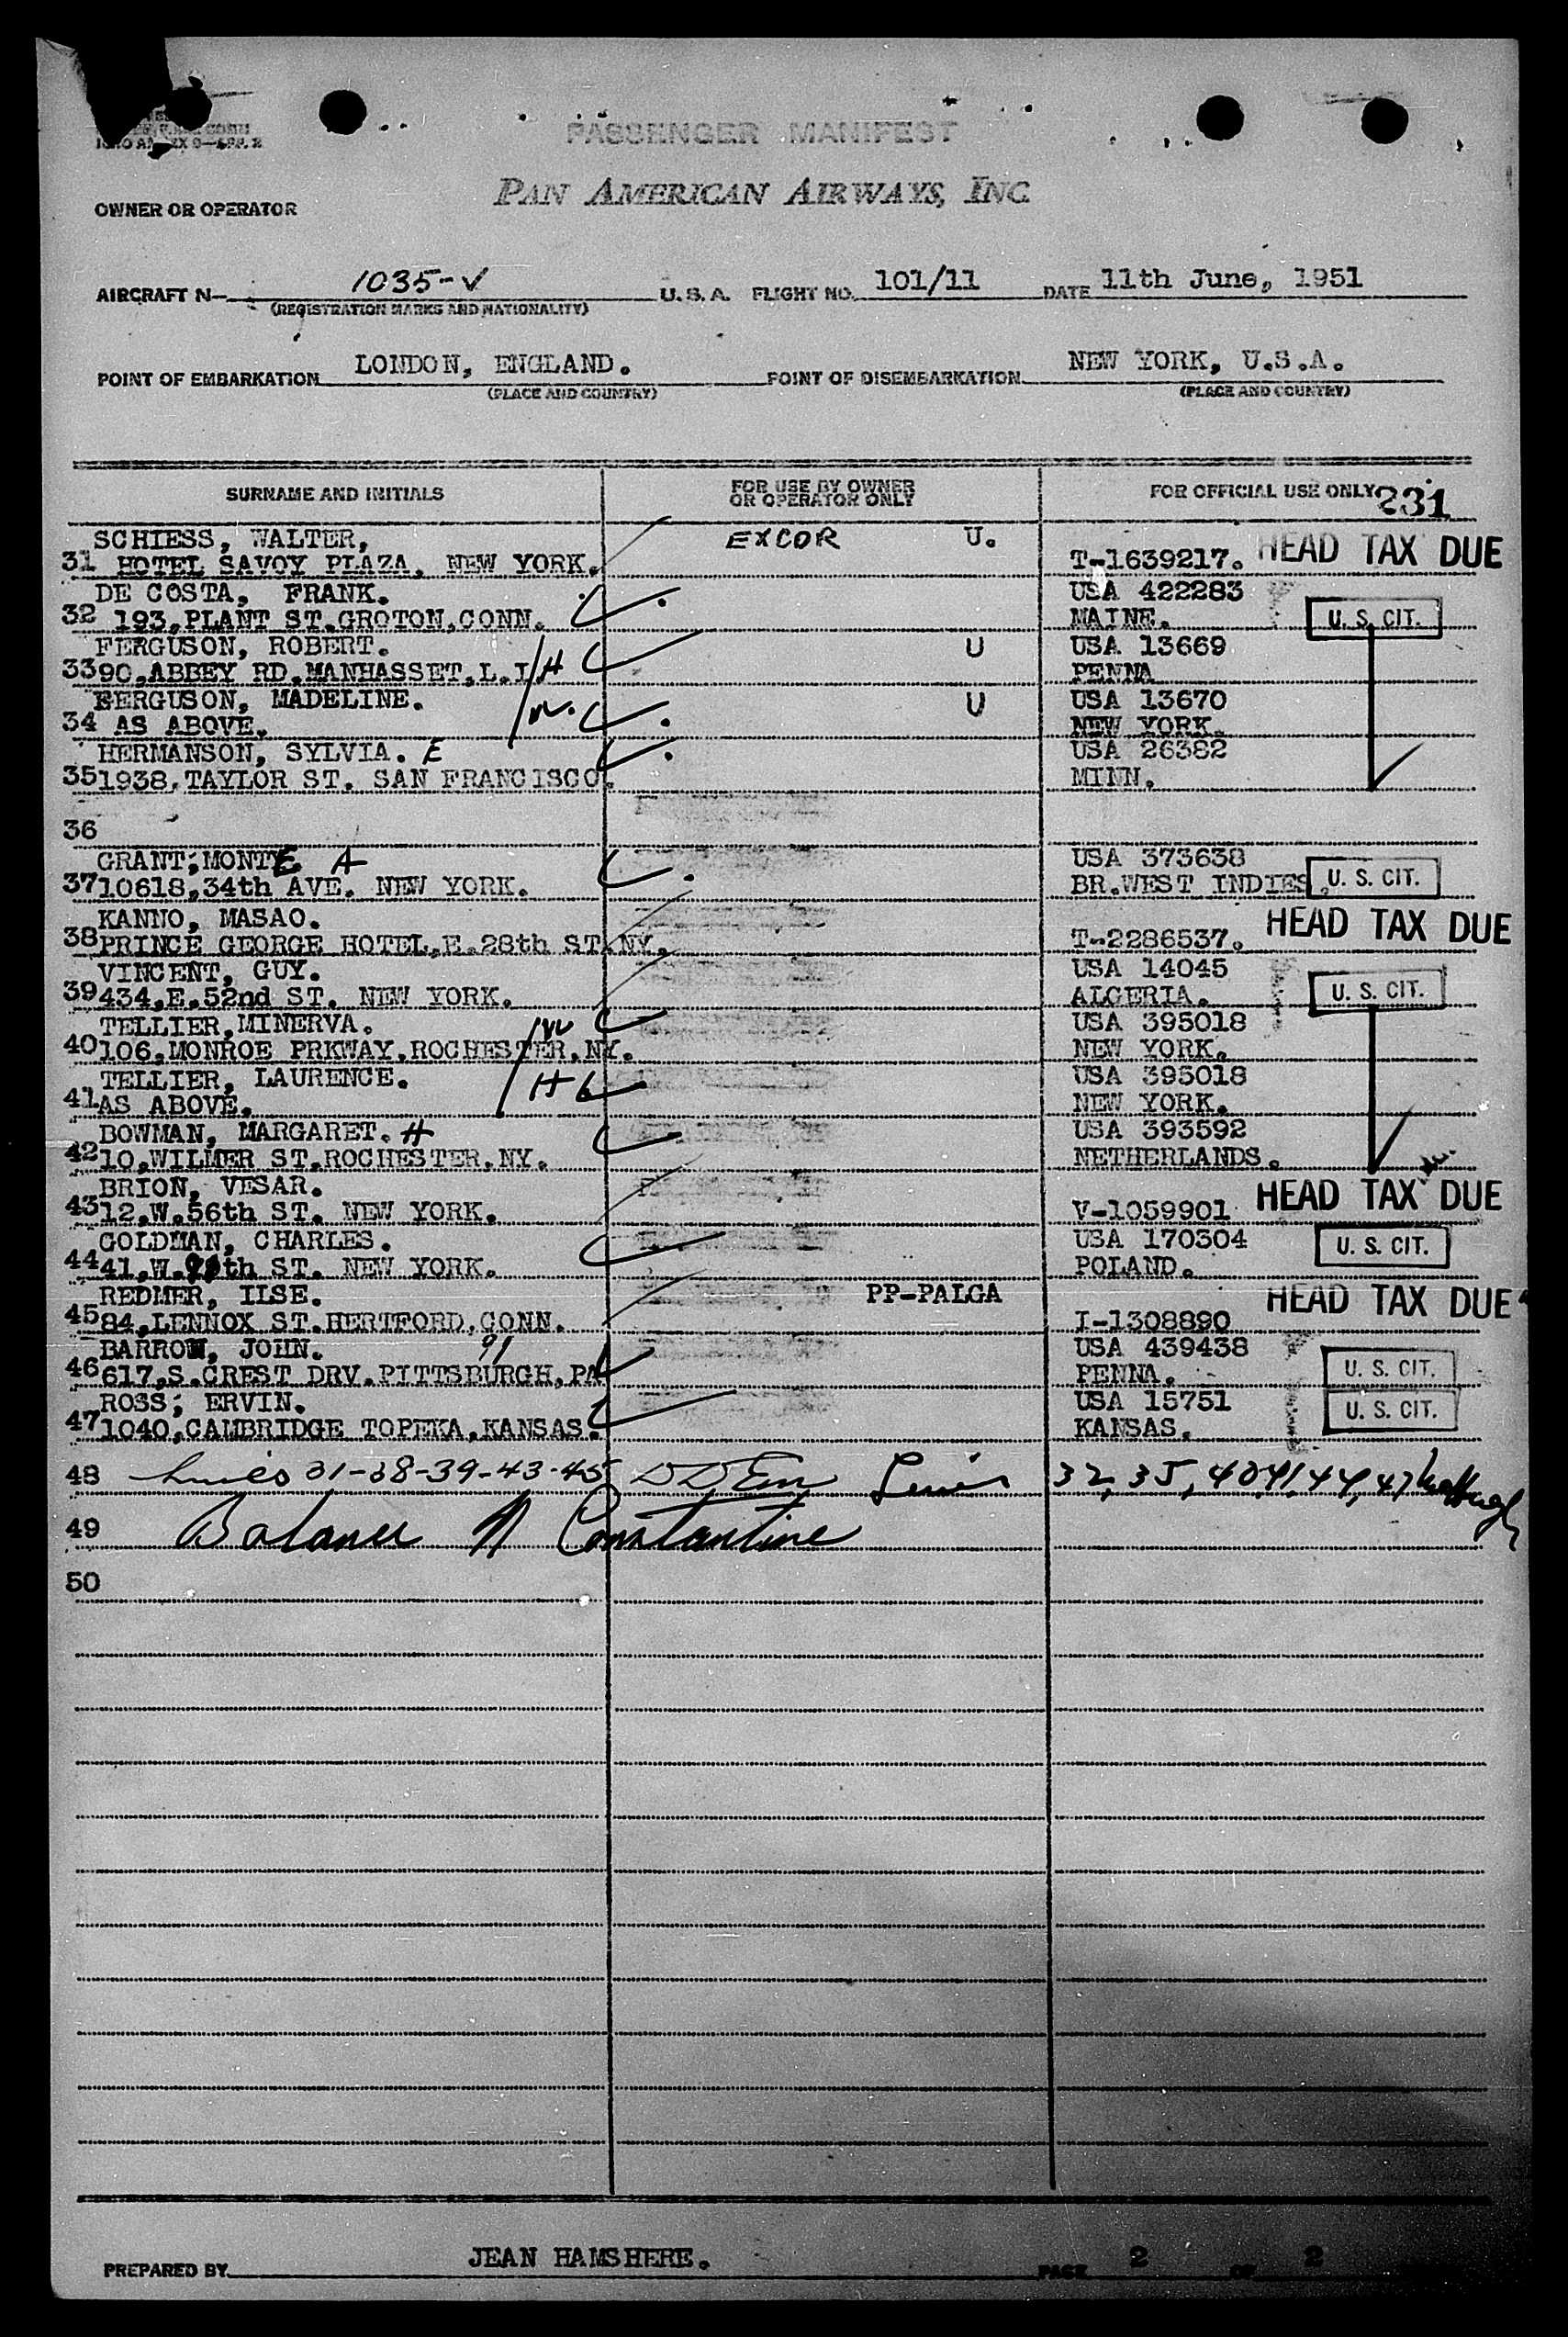 ICAO ANNEX 9—APP. 2
PASSENGER MANIFEST
PAN AMERICAN AIRWAYS, INC.
OWNER OR OPERATOR
AIRCRAFT N— 1035-V U.S.A. FLIGHT NO. 101/11 DATE 11th June, 1951
(REGISTRATION MARKS AND NATIONALITY)
POINT OF EMBARKATION LONDON, ENGLAND. POINT OF DISEMBARKATION NEW YORK, U.S.A.
(PLACE AND COUNTRY) (PLACE AND COUNTRY)
SURNAME AND INITIALS FOR USE BY OWNER OR OPERATOR ONLY FOR OFFICIAL USE ONLY 231
SCHIESS, WALTER, EXCOR U.
31 HOTEL SAVOY PLAZA, NEW YORK. T-1639217. HEAD TAX DUE
DE COSTA, FRANK. USA 422283
32 193,PLANT ST.GROTON,CONN. MAINE. U. S. CIT.
FERGUSON, ROBERT. U USA 13669
33 90,ABBEY RD.MANHASSET.L.I. H PENNA
FERGUSON, MADELINE. W. U USA 13670
34 AS ABOVE. NEW YORK.
HERMANSON, SYLVIA. E USA 26382
35 1938,TAYLOR ST. SAN FRANCISCO. MINN.
36
GRANT;MONTE A USA 373638
37 10618,34th AVE. NEW YORK. BR.WEST INDIES. U. S. CIT.
KANNO, MASAO.
38 PRINCE GEORGE HOTEL,E.28th ST.NY. T-2286537. HEAD TAX DUE
VINCENT, GUY. USA 14045
39 434,E.52nd ST. NEW YORK. ALGERIA. U. S. CIT.
TELLIER,MINERVA. W USA 395018
40 106,MONROE PRKWAY.ROCHESTER.NY. NEW YORK.
TELLIER, LAURENCE. H USA 395018
41 AS ABOVE. NEW YORK.
BOWMAN, MARGARET. H USA 393592
42 10,WILMER ST.ROCHESTER.NY. NETHERLANDS.
BRION, VESAR.
43 12,W.56th ST. NEW YORK. V-1059901 HEAD TAX DUE
GOLDMAN, CHARLES. USA 170304
44 41,W. th ST. NEW YORK. POLAND. U. S. CIT.
REDMER, ILSE. PP-PALGA
45 84,LENNOX ST.HERTFORD,CONN. I-1308890 HEAD TAX DUE
BARROW, JOHN. 91 USA 439438
46 617,S.CREST DRV.PITTSBURGH,PA PENNA. U. S. CIT.
ROSS; ERVIN. USA 15751
47 1040,CAMBRIDGE TOPEKA,KANSAS. KANSAS. U. S. CIT.
48 Lines 31-38-39-43-45 Lewis 32, 35, 40,41, 44, 47
49 Balance Constantine
50
PREPARED BY JEAN HAMSHERE. PAGE 2 OF 2